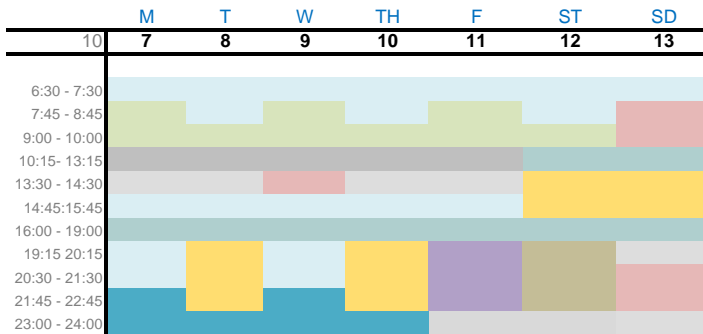 M T W TH F ST SD
10 7 8 9 10 11 12 13
6:30 - 7:30
7:45 - 8:45
9:00 - 10:00
10:15- 13:15
13:30 - 14:30
14:45:15:45
16:00 - 19:00
19:15 20:15
20:30 - 21:30
21:45 - 22:45
23:00 - 24:00